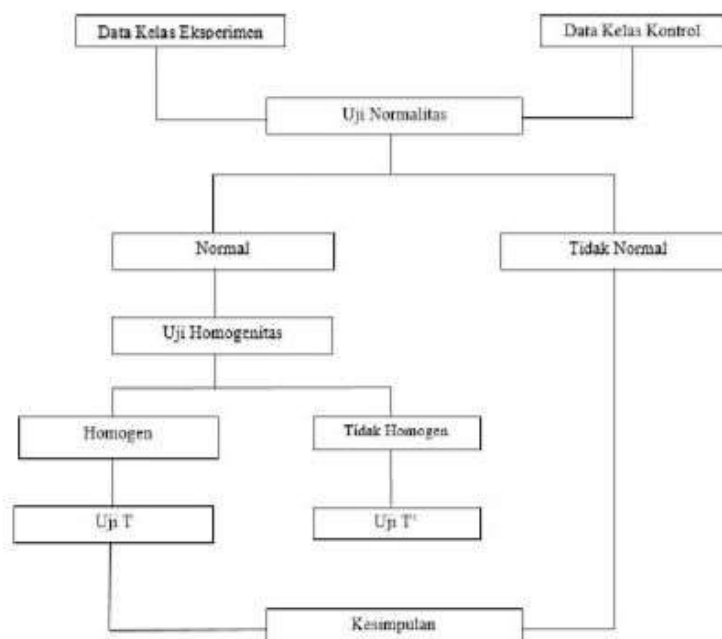 Data Kelas Eksperimen
Data Kelas Kontrol
Uji Normalitas
Normal
Tidak Normal
Uji Homogenitas
Homogen
Tidak Homogen
Uji T
Uji T'
Kesimpulan